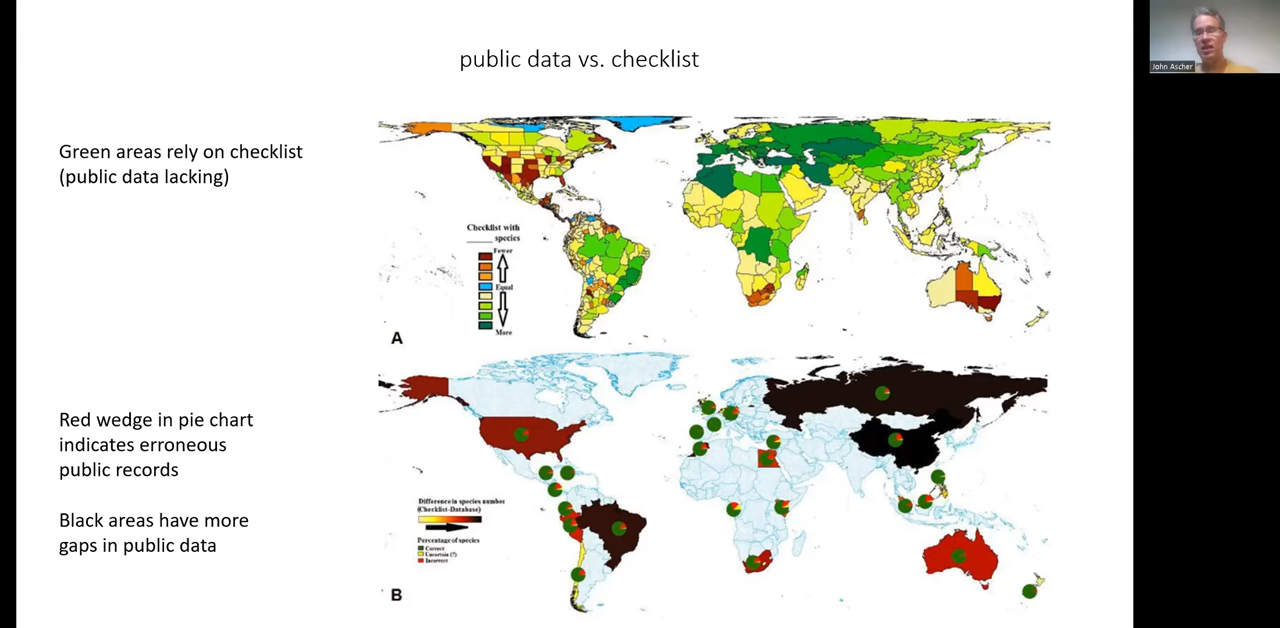 public data vs. checklist
John Ascher
Green areas rely on checklist
(public data lacking)
Checklist with
____ species
Fewer
Equal
More
A
Red wedge in pie chart
indicates erroneous
public records
Black areas have more
gaps in public data
Difference in species number
(Checklist-Database)
Percentage of species
Correct
Uncertain (?)
Incorrect
B